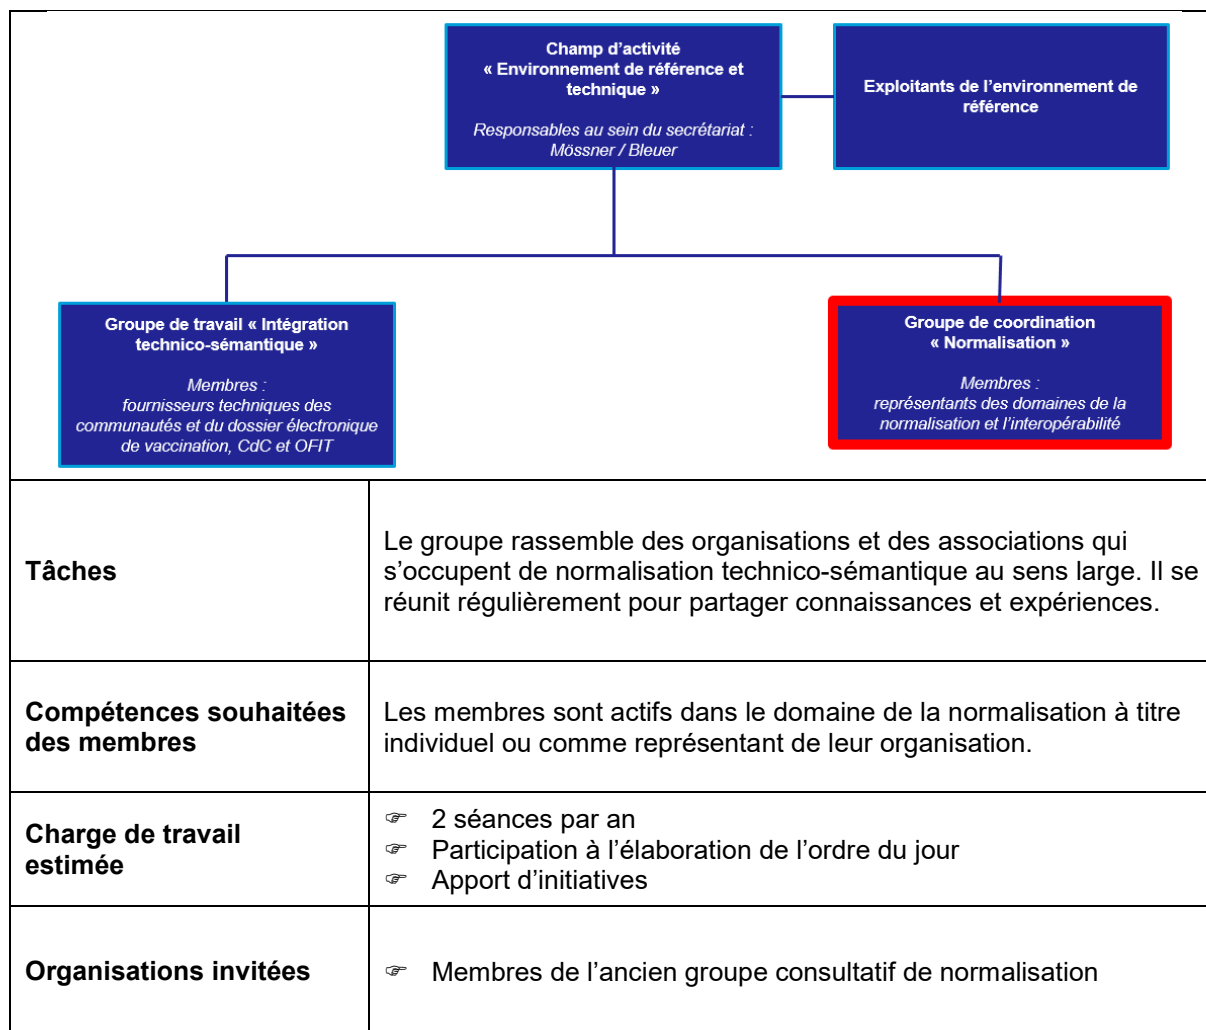 Champ d'activité
« Environnement de référence et
technique »
Responsables au sein du secrétariat :
Mössner / Bleuer
Exploitants de l'environnement de
référence
Groupe de travail « Intégration
technico-sémantique »
Membres :
fournisseurs techniques des
communautés et du dossier électronique
de vaccination, CdC et OFIT
Groupe de coordination
« Normalisation »
Membres :
représentants des domaines de la
normalisation et l'interopérabilité
Tâches
Le groupe rassemble des organisations et des associations qui
s'occupent de normalisation technico-sémantique au sens large. Il se
réunit régulièrement pour partager connaissances et expériences.
Compétences souhaitées
des membres
Les membres sont actifs dans le domaine de la normalisation à titre
individuel ou comme représentant de leur organisation.
Charge de travail
estimée
☞ 2 séances par an
☞ Participation à l'élaboration de l'ordre du jour
☞ Apport d'initiatives
Organisations invitées
☞ Membres de l'ancien groupe consultatif de normalisation